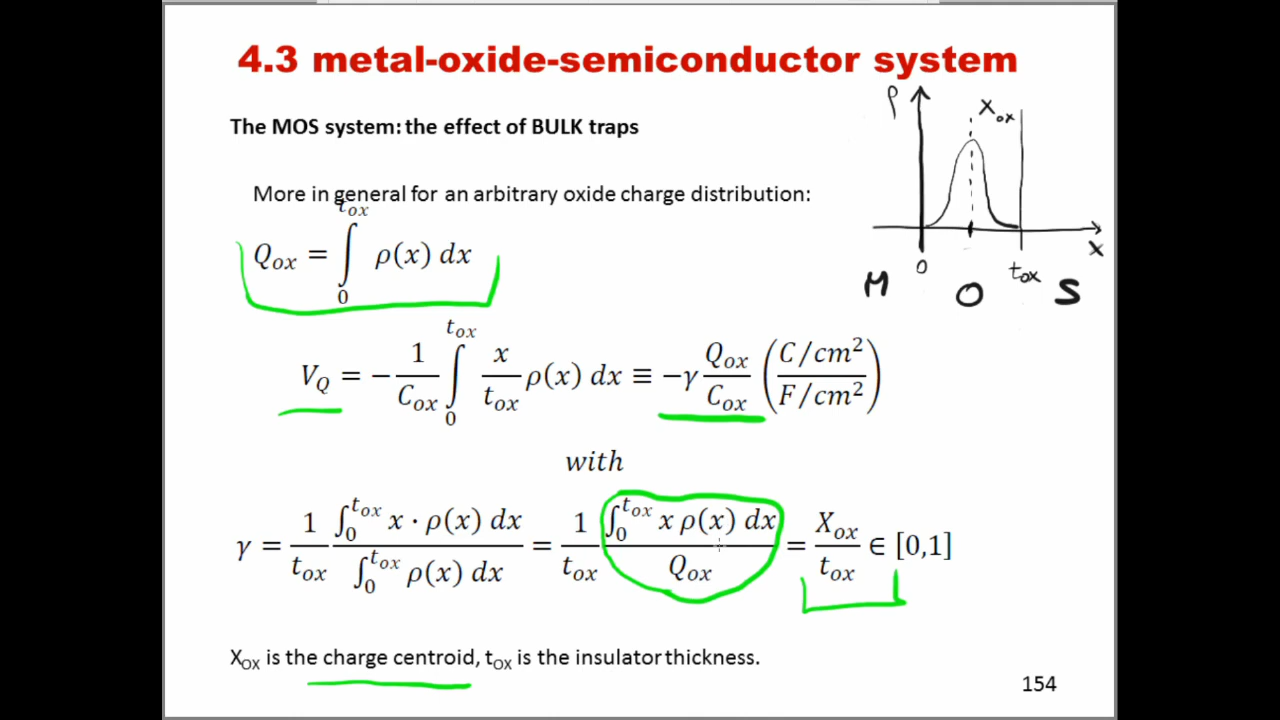 4.3 metal-oxide-semiconductor system
The MOS system: the effect of BULK traps
More in general for an arbitrary oxide charge distribution:
ρ
X_ox
x
0
t_ox
M
O
S
Q_ox = ∫_0^{t_ox} ρ(x) dx
V_Q = − (1/C_ox) ∫_0^{t_ox} (x/t_ox) ρ(x) dx ≡ −γ (Q_ox/C_ox) ((C/cm²)/(F/cm²))
with
γ = (1/t_ox) (∫_0^{t_ox} x · ρ(x) dx)/(∫_0^{t_ox} ρ(x) dx) = (1/t_ox) (∫_0^{t_ox} x ρ(x) dx)/(Q_ox) = X_ox/t_ox ∈ [0,1]
X_OX is the charge centroid, t_OX is the insulator thickness.
154